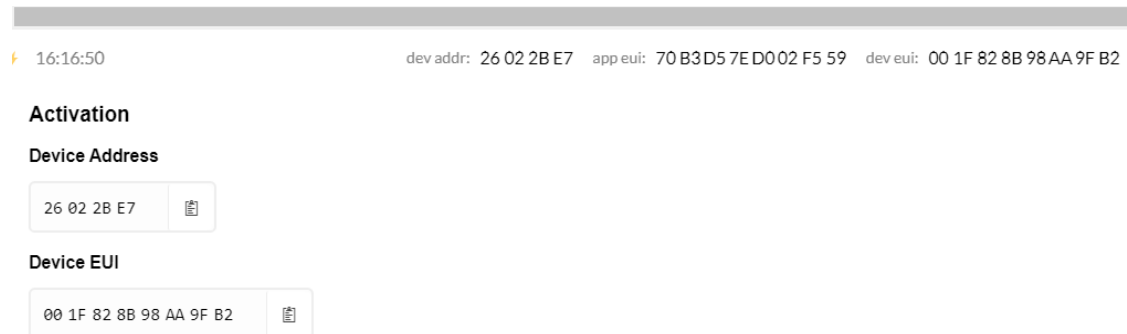 16:16:50 dev addr: 26 02 2B E7 app eui: 70 B3 D5 7E D0 02 F5 59 dev eui: 00 1F 82 8B 98 AA 9F B2
Activation
Device Address
26 02 2B E7
Device EUI
00 1F 82 8B 98 AA 9F B2